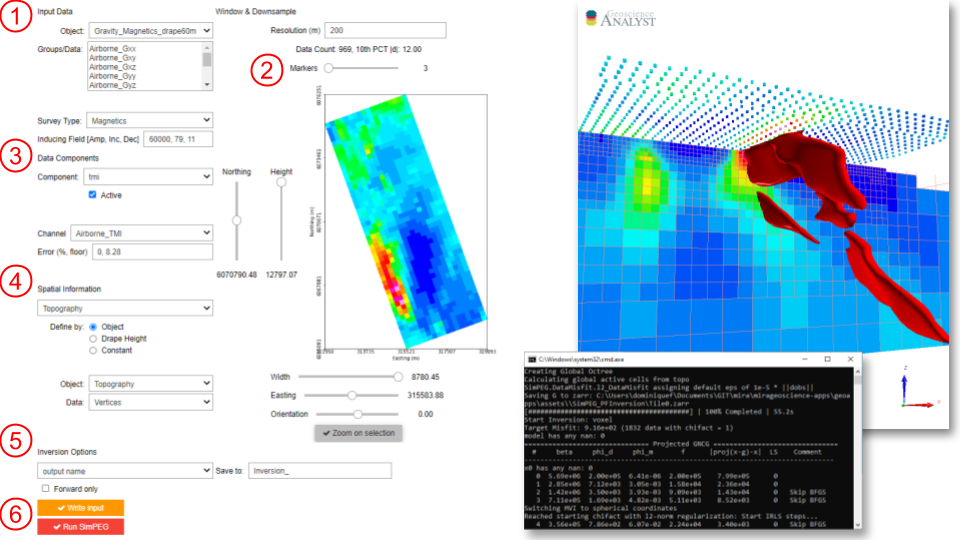 1
Input Data
Object: Gravity_Magnetics_drape60m
Groups/Data: Airborne_Gxx
Airborne_Gxy
Airborne_Gxz
Airborne_Gyy
Airborne_Gyz
Survey Type: Magnetics
Inducing Field [Amp, Inc, Dec] 60000, 79, 11
3
Data Components
Component: tmi
Active
Channel Airborne_TMI
Error (%, floor) 0, 8.28
4
Spatial Information
Topography
Define by: Object
Drape Height
Constant
Object: Topography
Data: Vertices
5
Inversion Options
output name Save to: Inversion_
Forward only
6
Write input
Run SimPEG
Window & Downsample
Resolution (m) 200
Data Count: 969, 10th PCT |d|: 12.00
2
Markers 3
Northing Height
6070790.48 12797.07
Northing (m)
Easting (m)
Width 8780.45
Easting 315583.88
Orientation 0.00
Zoom on selection
Geoscience
ANALYST
C:\Windows\system32\cmd.exe
Creating Global Octree
Calculating global active cells from topo
SimPEG.DataMisfit.l2_DataMisfit assigning default eps of 1e-5 * ||dobs||
Saving G to zarr: C:\Users\dominiquef\Documents\GIT\mira\mirageoscience-apps\geoa
pps\assets\\SimPEG_PFInversion\Tile0.zarr
[########################################] | 100% Completed | 55.2s
Start Inversion: voxel
Target Misfit: 9.16e+02 (1832 data with chifact = 1)
model has any nan: 0
Projected GNCG
# beta phi_d phi_m f |proj(x-g)-x| LS Comment
x0 has any nan: 0
0 5.69e+06 2.00e+05 6.41e-06 2.00e+05 7.99e+05 0
1 2.85e+06 7.12e+03 3.05e-03 1.58e+04 2.36e+04 0
2 1.42e+06 3.50e+03 3.93e-03 9.09e+03 1.43e+04 0 Skip BFGS
3 7.11e+05 1.69e+03 4.82e-03 5.11e+03 8.52e+03 0 Skip BFGS
Switching MVI to spherical coordinates
Reached starting chifact with l2-norm regularization: Start IRLS steps...
4 3.56e+05 7.86e+02 6.07e-02 2.24e+04 3.40e+03 0 Skip BFGS